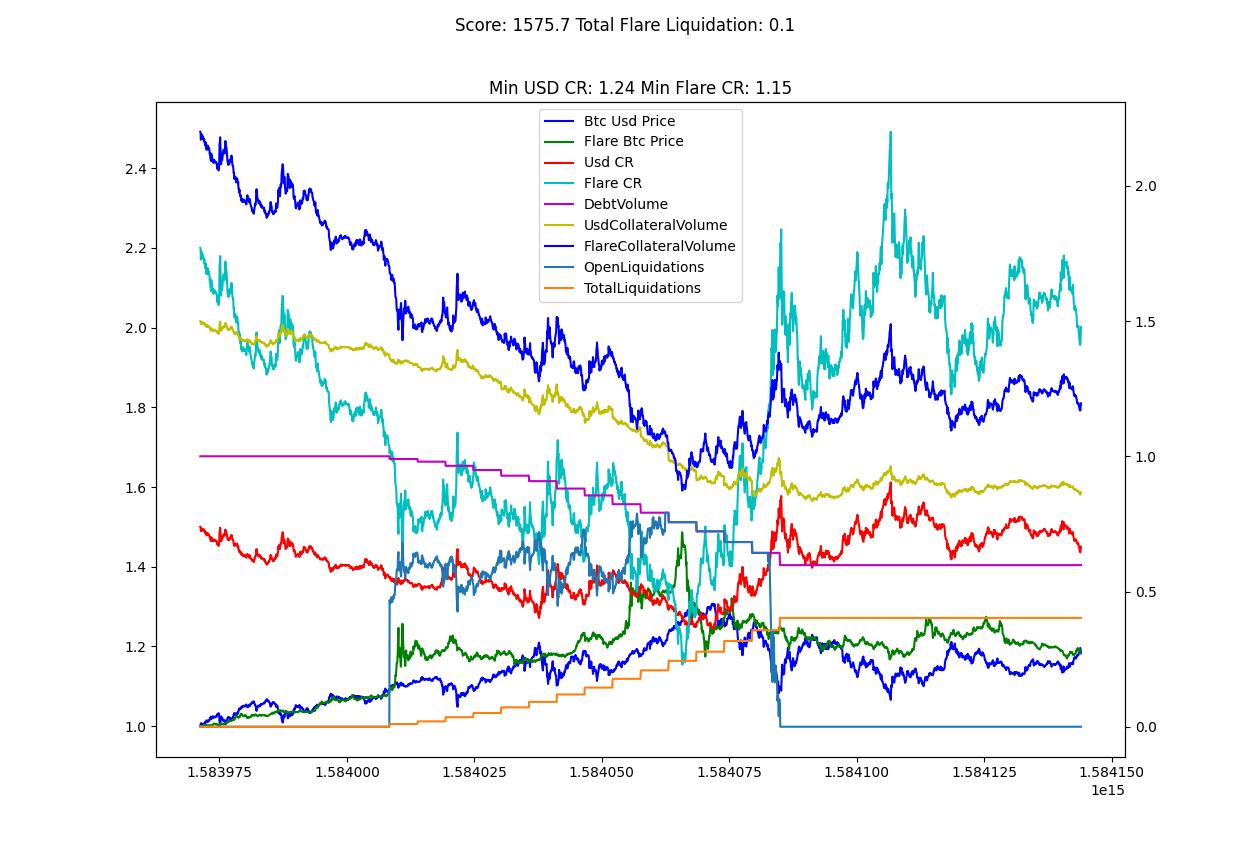 Score: 1575.7 Total Flare Liquidation: 0.1
Min USD CR: 1.24 Min Flare CR: 1.15
Btc Usd Price
Flare Btc Price
Usd CR
Flare CR
DebtVolume
UsdCollateralVolume
FlareCollateralVolume
OpenLiquidations
TotalLiquidations
2.4
2.2
2.0
1.8
1.6
1.4
1.2
1.0
2.0
1.5
1.0
0.5
0.0
1.583975 1.584000 1.584025 1.584050 1.584075 1.584100 1.584125 1.584150
1e15